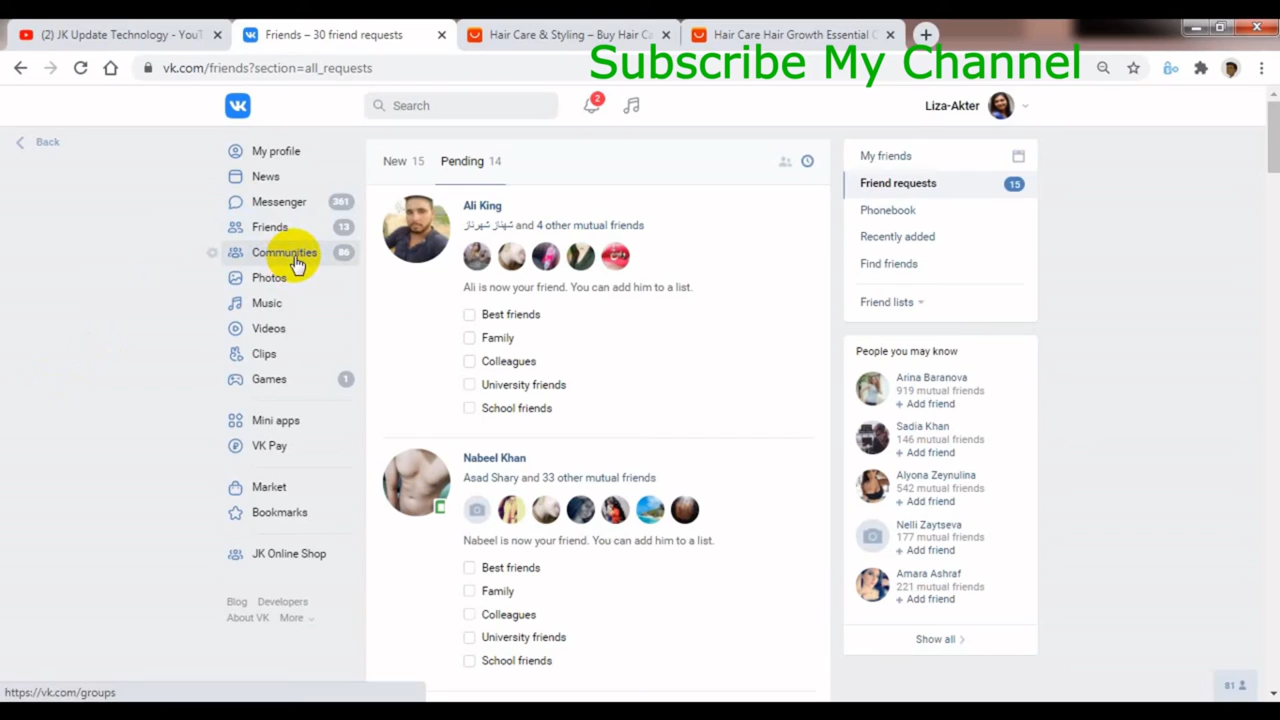 (2) JK Update Technology - YouT
Friends – 30 friend requests
Hair Care & Styling – Buy Hair C
Hair Care Hair Growth Essential C
Subscribe My Channel
vk.com/friends?section=all_requests
Search
2
Liza-Akter
Back
My profile
News
Messenger 361
Friends 13
Communities 86
Photos
Music
Videos
Clips
Games 1
Mini apps
VK Pay
Market
Bookmarks
JK Online Shop
Blog Developers
About VK More
New 15 Pending 14
Ali King
شہناز شہرناز and 4 other mutual friends
Ali is now your friend. You can add him to a list.
Best friends
Family
Colleagues
University friends
School friends
Nabeel Khan
Asad Shary and 33 other mutual friends
Nabeel is now your friend. You can add him to a list.
Best friends
Family
Colleagues
University friends
School friends
My friends
Friend requests 15
Phonebook
Recently added
Find friends
Friend lists
People you may know
Arina Baranova
919 mutual friends
+ Add friend
Sadia Khan
146 mutual friends
+ Add friend
Alyona Zeynulina
542 mutual friends
+ Add friend
Nelli Zaytseva
177 mutual friends
+ Add friend
Amara Ashraf
221 mutual friends
+ Add friend
Show all
81
https://vk.com/groups